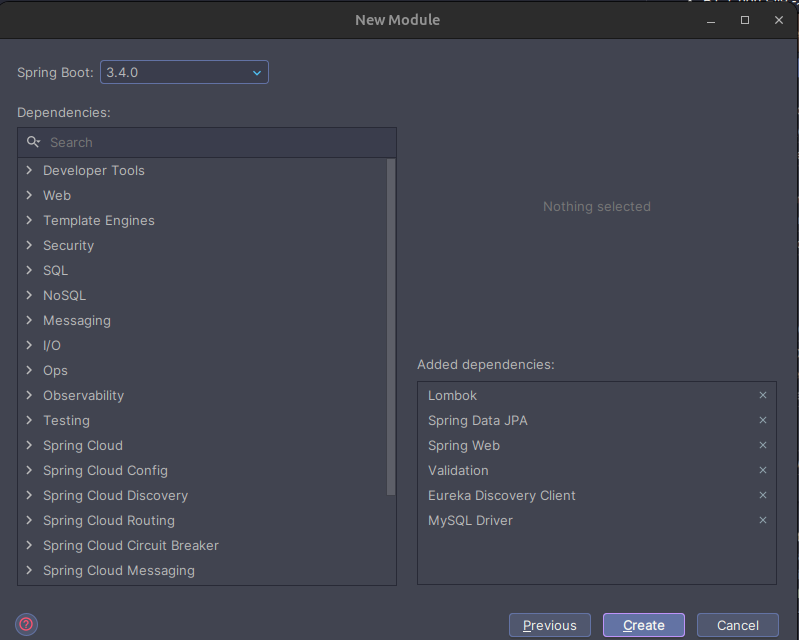 New Module
Spring Boot: 3.4.0
Dependencies:
Search
Developer Tools
Web
Template Engines
Security
SQL
NoSQL
Messaging
I/O
Ops
Observability
Testing
Spring Cloud
Spring Cloud Config
Spring Cloud Discovery
Spring Cloud Routing
Spring Cloud Circuit Breaker
Spring Cloud Messaging
Nothing selected
Added dependencies:
Lombok
Spring Data JPA
Spring Web
Validation
Eureka Discovery Client
MySQL Driver
? Previous Create Cancel